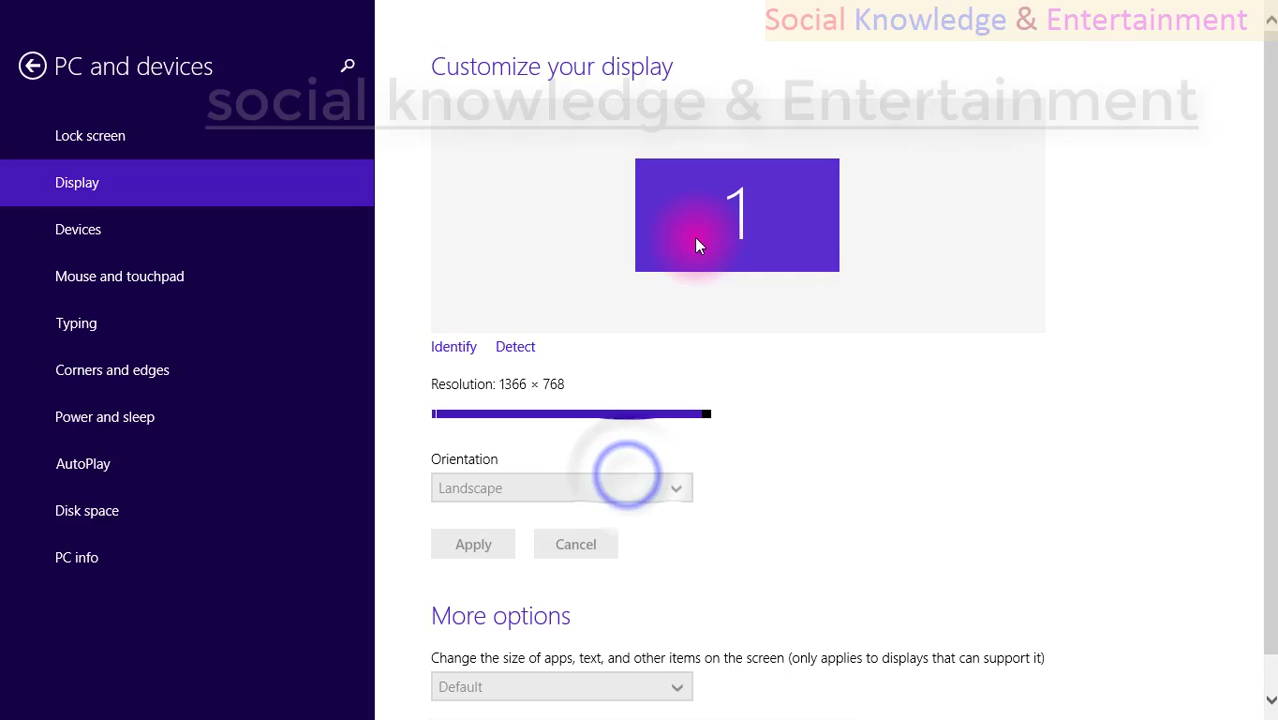 Social Knowledge & Entertainment
PC and devices
social knowledge & Entertainment
Lock screen
Display
Devices
Mouse and touchpad
Typing
Corners and edges
Power and sleep
AutoPlay
Disk space
PC info
Customize your display
1
Identify Detect
Resolution: 1366 × 768
Orientation
Landscape
Apply Cancel
More options
Change the size of apps, text, and other items on the screen (only applies to displays that can support it)
Default